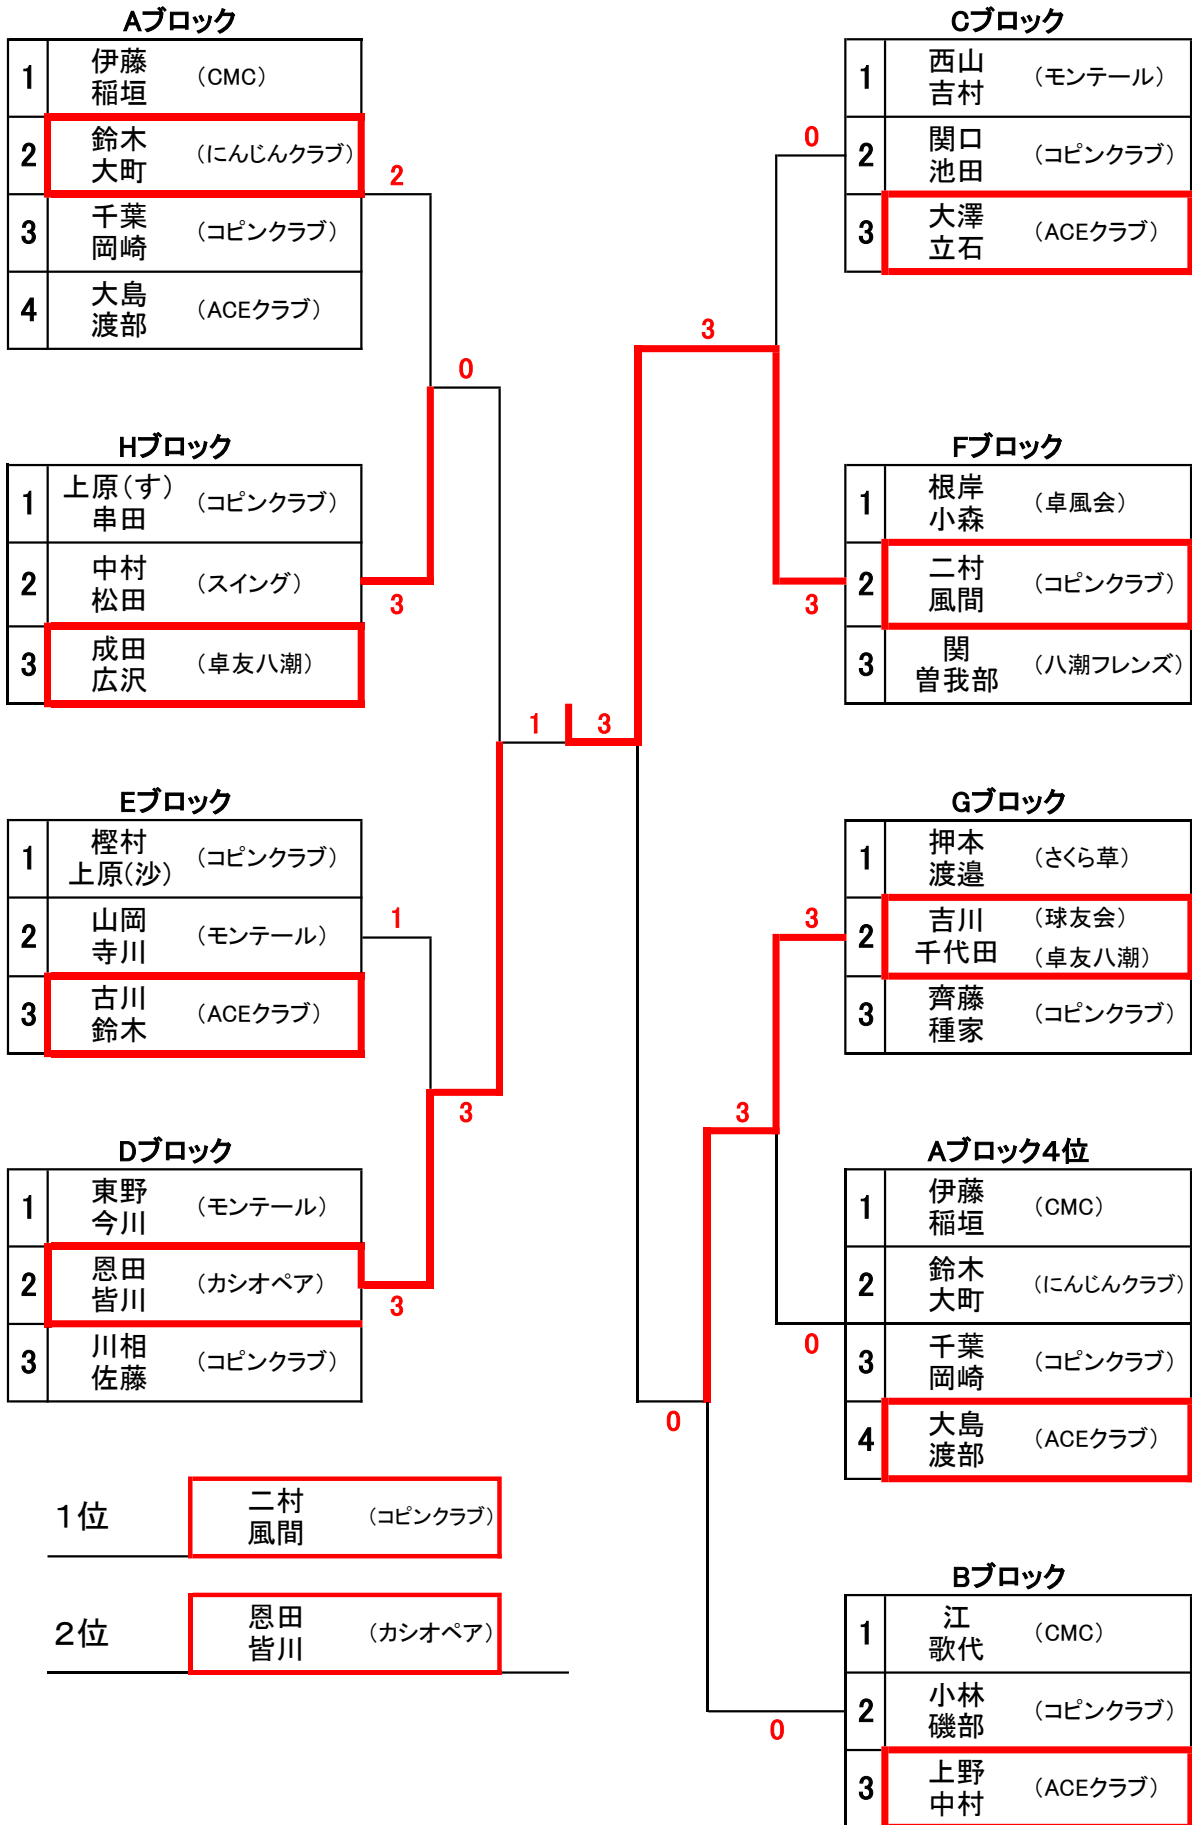 Aブロック
1 伊藤 稲垣 (CMC)
2 鈴木 大町 (にんじんクラブ)
3 千葉 岡崎 (コピンクラブ)
4 大島 渡部 (ACEクラブ)
2
0
Hブロック
1 上原(す) 串田 (コピンクラブ)
2 中村 松田 (スイング)
3 成田 広沢 (卓友八潮)
3
1
3
Eブロック
1 樫村 上原(沙) (コピンクラブ)
2 山岡 寺川 (モンテール)
3 古川 鈴木 (ACEクラブ)
1
3
Dブロック
1 東野 今川 (モンテール)
2 恩田 皆川 (カシオペア)
3 川相 佐藤 (コピンクラブ)
3
1位 二村 風間 (コピンクラブ)
2位 恩田 皆川 (カシオペア)
Cブロック
1 西山 吉村 (モンテール)
2 関口 池田 (コピンクラブ)
3 大澤 立石 (ACEクラブ)
0
3
Fブロック
1 根岸 小森 (卓風会)
2 二村 風間 (コピンクラブ)
3 関 曽我部 (八潮フレンズ)
3
Gブロック
1 押本 渡邉 (さくら草)
2 吉川 (球友会)
千代田 (卓友八潮)
3 齊藤 種家 (コピンクラブ)
3
3
Aブロック4位
1 伊藤 稲垣 (CMC)
2 鈴木 大町 (にんじんクラブ)
3 千葉 岡崎 (コピンクラブ)
4 大島 渡部 (ACEクラブ)
0
0
Bブロック
1 江 歌代 (CMC)
2 小林 磯部 (コピンクラブ)
3 上野 中村 (ACEクラブ)
0